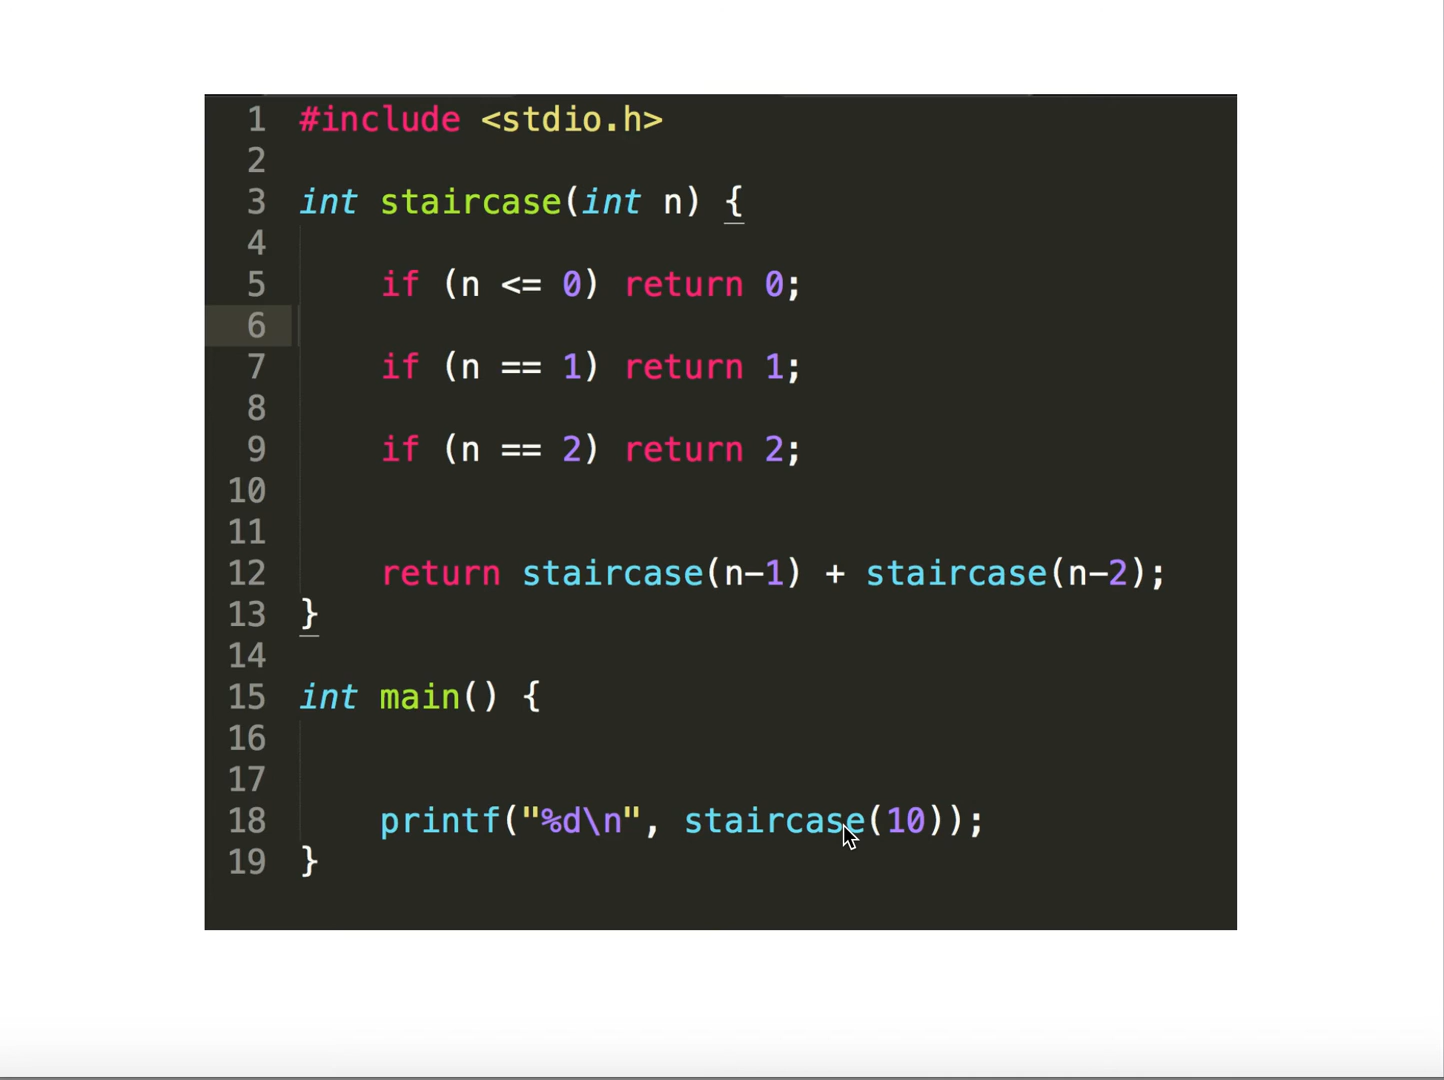 1 #include <stdio.h>
2
3 int staircase(int n) {
4
5 if (n <= 0) return 0;
6
7 if (n == 1) return 1;
8
9 if (n == 2) return 2;
10
11
12 return staircase(n-1) + staircase(n-2);
13 }
14
15 int main() {
16
17
18 printf("%d\n", staircase(10));
19 }